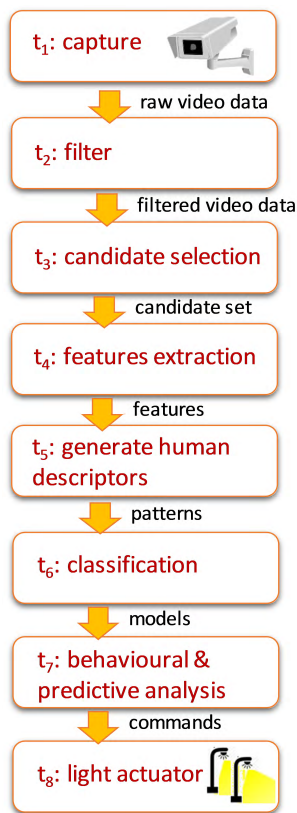 t₁: capture
raw video data
t₂: filter
filtered video data
t₃: candidate selection
candidate set
t₄: features extraction
features
t₅: generate human
descriptors
patterns
t₆: classification
models
t₇: behavioural &
predictive analysis
commands
t₈: light actuator